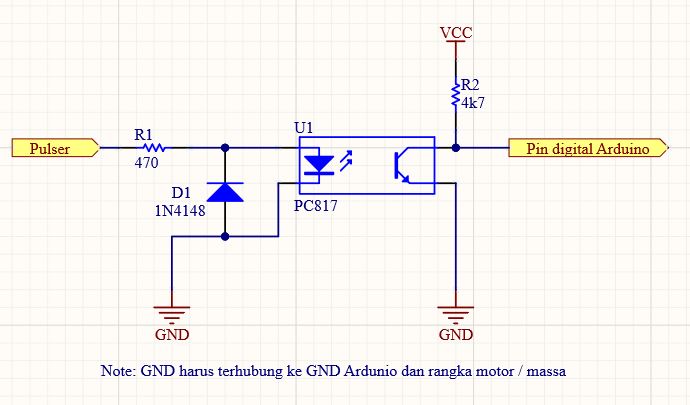 VCC
R2
4k7
U1
R1
Pulser
Pin digital Arduino
470
D1
1N4148
PC817
GND
GND
Note: GND harus terhubung ke GND Ardunio dan rangka motor / massa